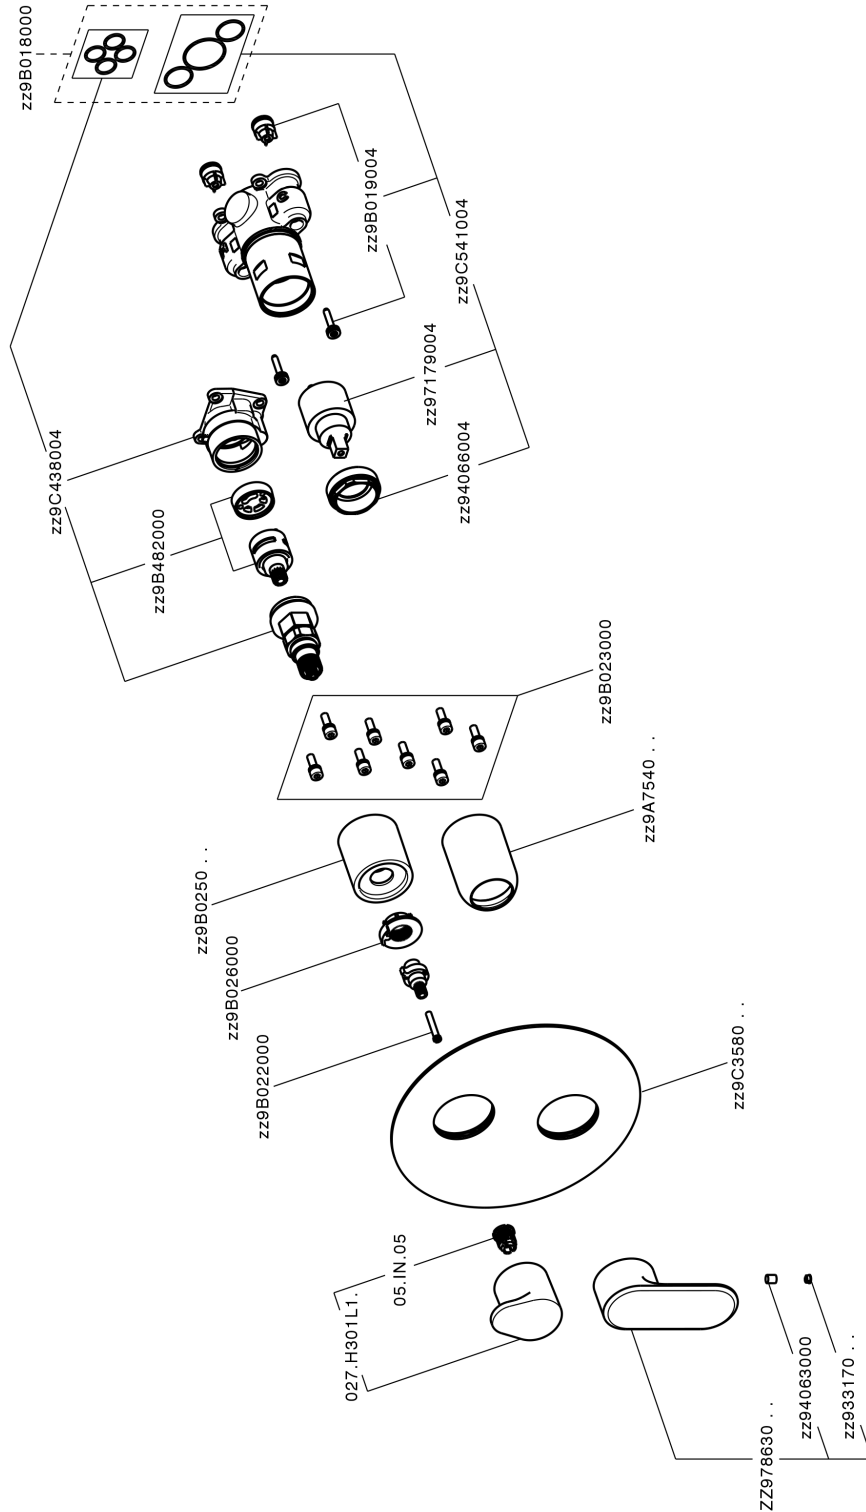 zz9B018000
zz9B019004
zz9C541004
zz97179004
zz9C438004
zz94066004
zz9B482000
zz9B023000
zz9A7540 . .
zz9B0250 . .
zz9B026000
zz9B022000
zz9C3580 . .
05.IN.05
027.H301L1.
zz94063000
zz933170 . .
ZZ978630 . .